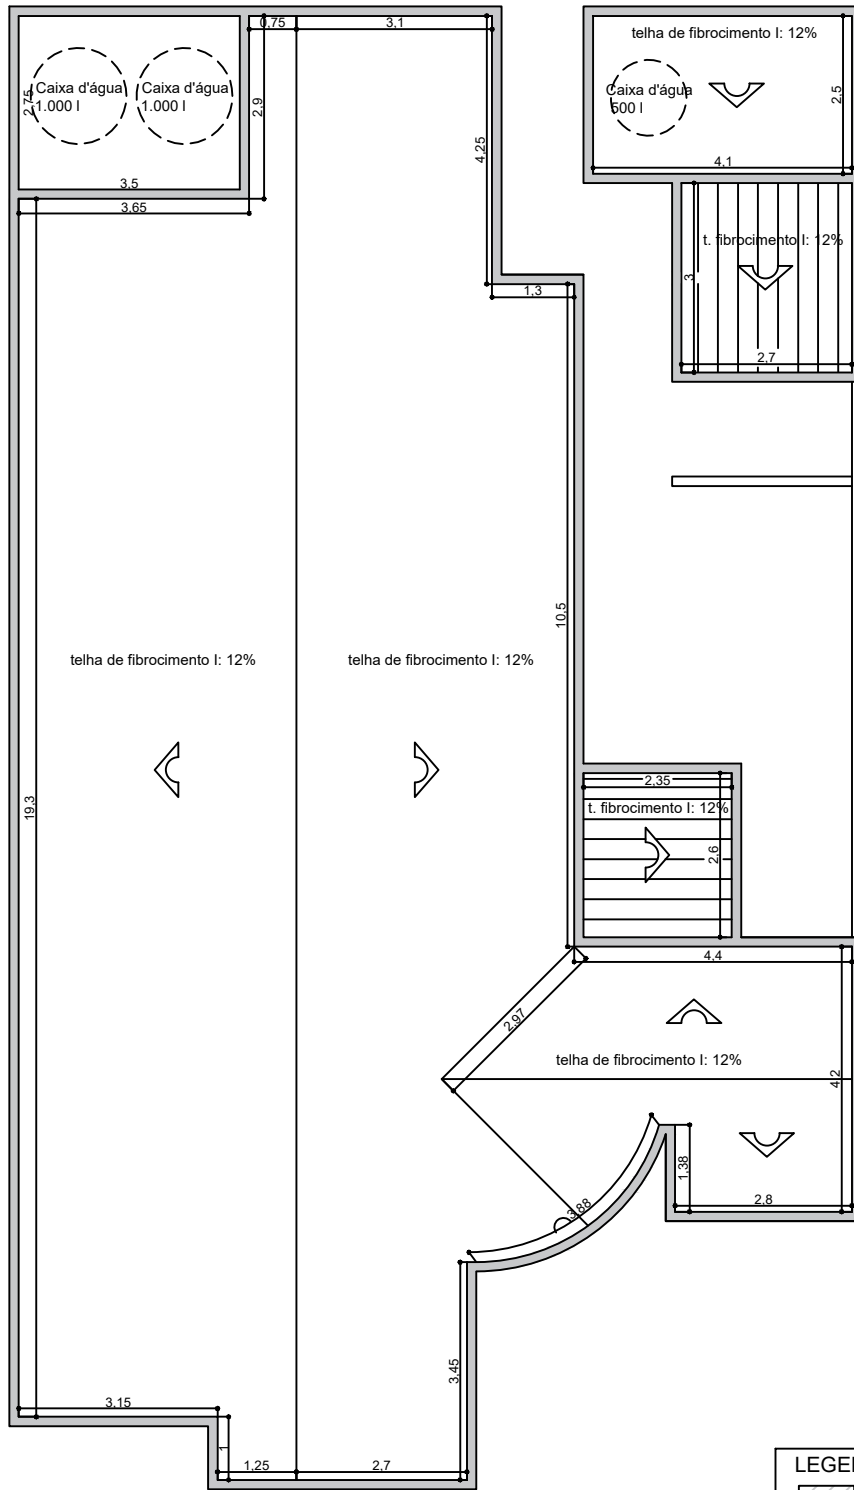 0,75
3,1
telha de fibrocimento I: 12%
Caixa d'água
1.000 l
Caixa d'água
1.000 l
2,75
2,9
4,25
Caixa d'água
500 l
2,5
4,1
3,5
3,65
t. fibrocimento I: 12%
3
1,3
2,7
10,5
telha de fibrocimento I: 12%
telha de fibrocimento I: 12%
19,3
2,35
t. fibrocimento I: 12%
2,6
4,4
2,97
telha de fibrocimento I: 12%
4,2
1,38
2,8
3,88
3,45
3,15
1
1,25
2,7